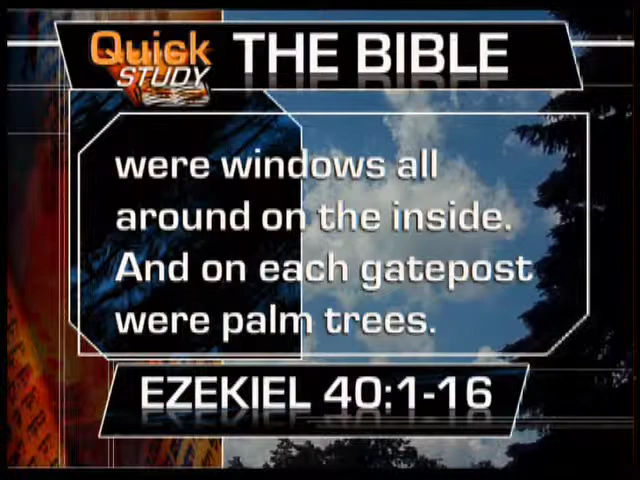 Quick
STUDY
THE BIBLE
were windows all
around on the inside.
And on each gatepost
were palm trees.
EZEKIEL 40:1-16